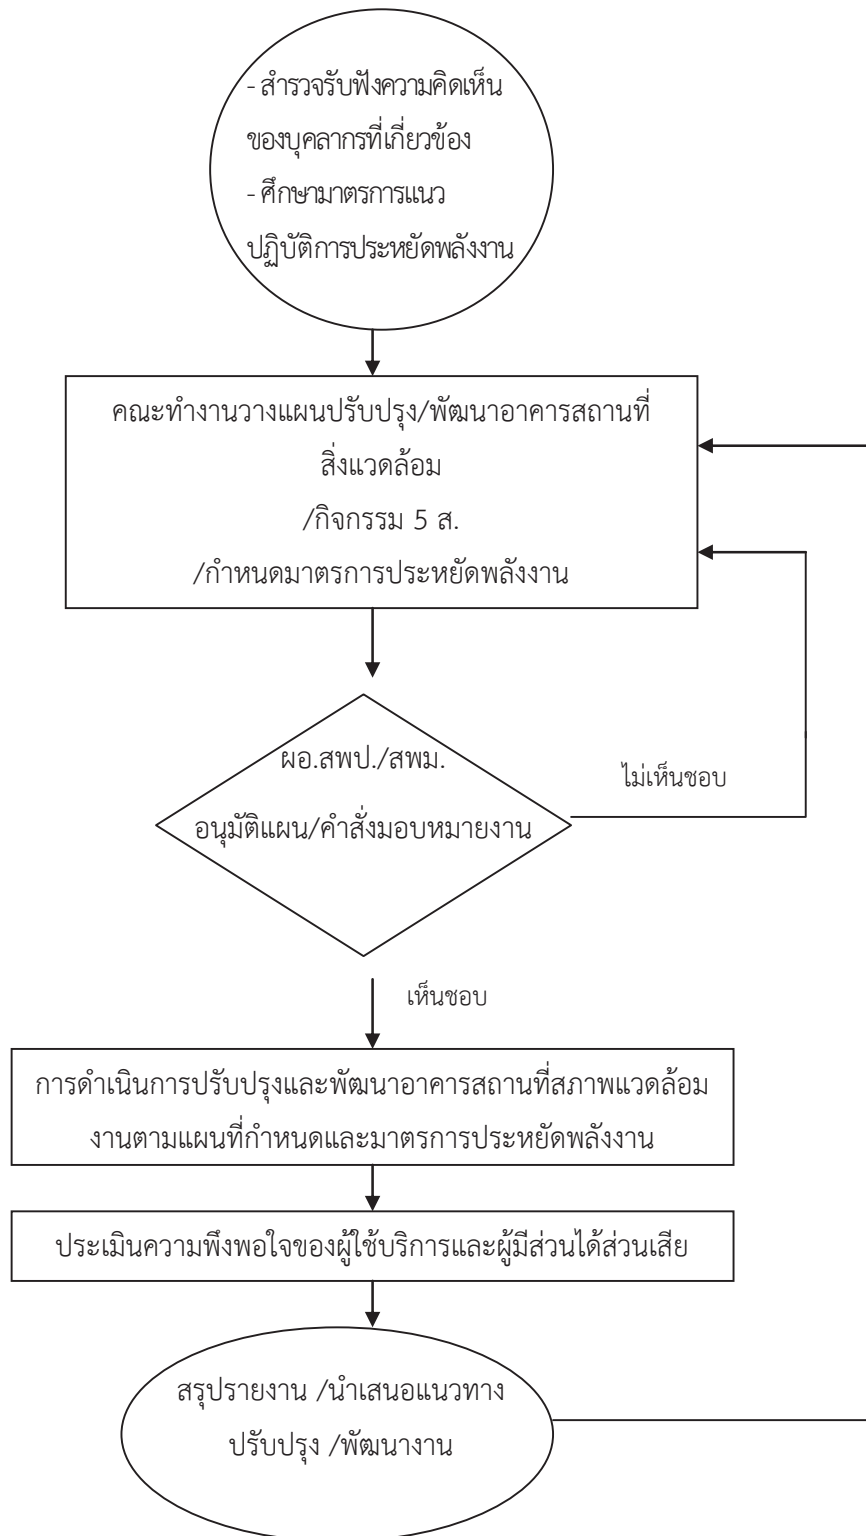 - สำรวจรับฟังความคิดเห็น
ของบุคลากรที่เกี่ยวข้อง
- ศึกษามาตรการแนว
ปฏิบัติการประหยัดพลังงาน
คณะทำงานวางแผนปรับปรุง/พัฒนาอาคารสถานที่
สิ่งแวดล้อม
/กิจกรรม 5 ส.
/กำหนดมาตรการประหยัดพลังงาน
ผอ.สพป./สพม.
อนุมัติแผน/คำสั่งมอบหมายงาน
ไม่เห็นชอบ
เห็นชอบ
การดำเนินการปรับปรุงและพัฒนาอาคารสถานที่สภาพแวดล้อม
งานตามแผนที่กำหนดและมาตรการประหยัดพลังงาน
ประเมินความพึงพอใจของผู้ใช้บริการและผู้มีส่วนได้ส่วนเสีย
สรุปรายงาน /นำเสนอแนวทาง
ปรับปรุง /พัฒนางาน